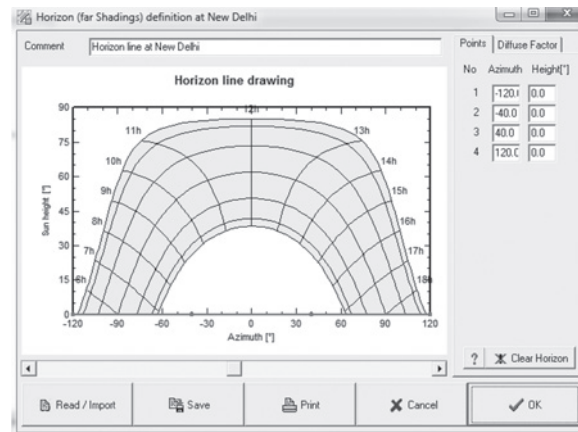 Horizon (far Shadings) definition at New Delhi
Comment Horizon line at New Delhi
Points Diffuse Factor
No Azimuth Height[°]
1 -120.0 0.0
2 -40.0 0.0
3 40.0 0.0
4 120.0 0.0
Horizon line drawing
90
75
60
45
30
15
0
Sun height [°]
12h
11h 13h
10h 14h
9h 15h
8h 16h
7h 17h
6h 18h
-120 -90 -60 -30 0 30 60 90 120
Azimuth [°]
? Clear Horizon
Read / Import Save Print Cancel OK